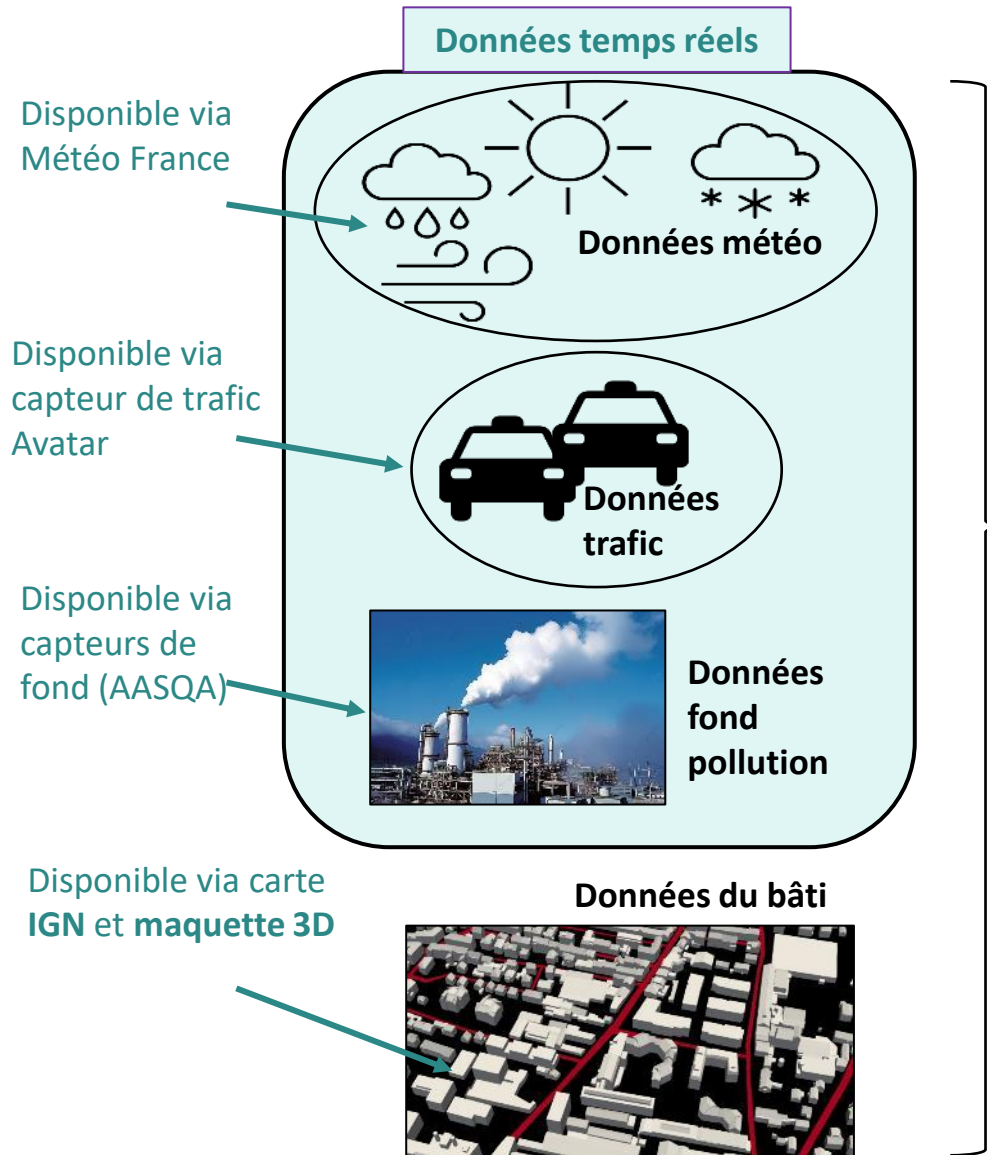 Données temps réels
Disponible via
Météo France
Données météo
Disponible via
capteur de trafic
Avatar
Données
trafic
Disponible via
capteurs de
fond (AASQA)
Données
fond
pollution
Disponible via carte
IGN et maquette 3D
Données du bâti